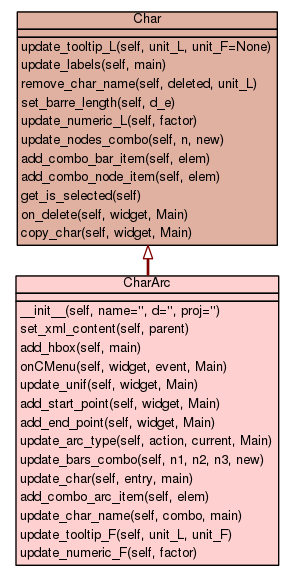 Char
update_tooltip_L(self, unit_L, unit_F=None)
update_labels(self, main)
remove_char_name(self, deleted, unit_L)
set_barre_length(self, d_e)
update_numeric_L(self, factor)
update_nodes_combo(self, n, new)
add_combo_bar_item(self, elem)
add_combo_node_item(self, elem)
get_is_selected(self)
on_delete(self, widget, Main)
copy_char(self, widget, Main)
CharArc
__init__(self, name='', d='', proj='')
set_xml_content(self, parent)
add_hbox(self, main)
onCMenu(self, widget, event, Main)
update_unif(self, widget, Main)
add_start_point(self, widget, Main)
add_end_point(self, widget, Main)
update_arc_type(self, action, current, Main)
update_bars_combo(self, n1, n2, n3, new)
update_char(self, entry, main)
add_combo_arc_item(self, elem)
update_char_name(self, combo, main)
update_tooltip_F(self, unit_L, unit_F)
update_numeric_F(self, factor)